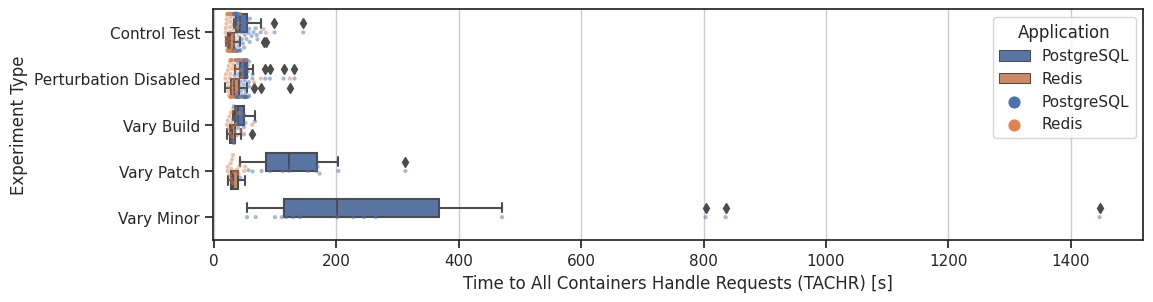 Experiment Type
Control Test
Perturbation Disabled
Vary Build
Vary Patch
Vary Minor
Application
PostgreSQL
Redis
PostgreSQL
Redis
0 200 400 600 800 1000 1200 1400
Time to All Containers Handle Requests (TACHR) [s]